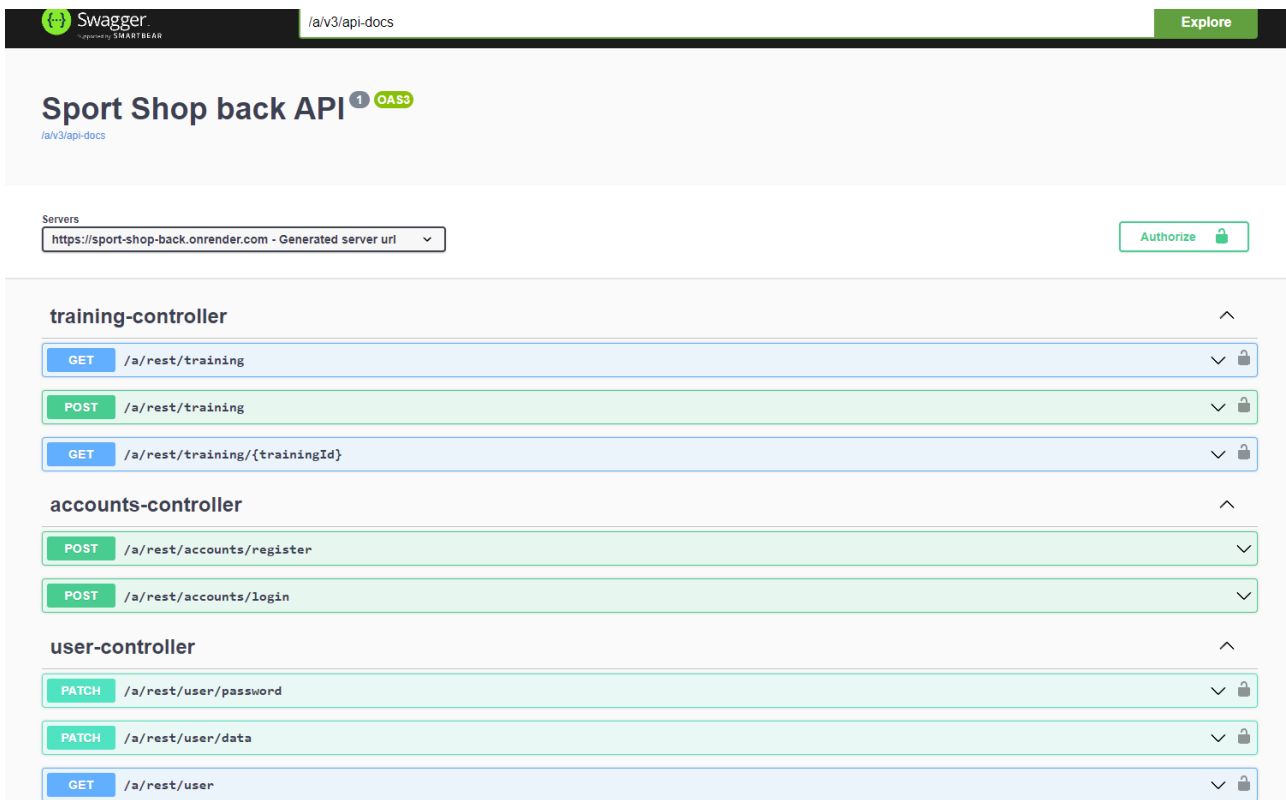 Swagger.
Supported by SMARTBEAR
/a/v3/api-docs
Explore
Sport Shop back API 1 OAS3
/a/v3/api-docs
Servers
https://sport-shop-back.onrender.com - Generated server url
Authorize
training-controller
GET /a/rest/training
POST /a/rest/training
GET /a/rest/training/{trainingId}
accounts-controller
POST /a/rest/accounts/register
POST /a/rest/accounts/login
user-controller
PATCH /a/rest/user/password
PATCH /a/rest/user/data
GET /a/rest/user